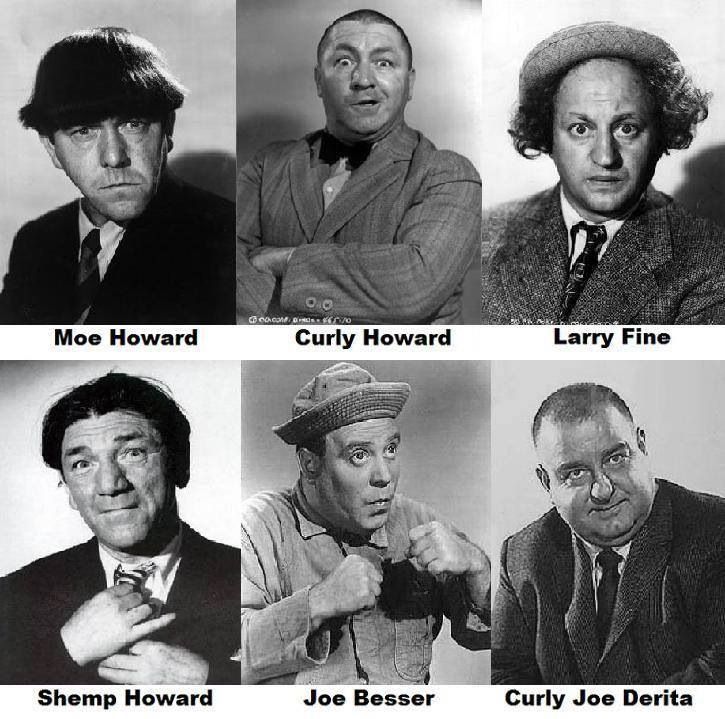 Moe Howard
Curly Howard
Larry Fine
Shemp Howard
Joe Besser
Curly Joe Derita